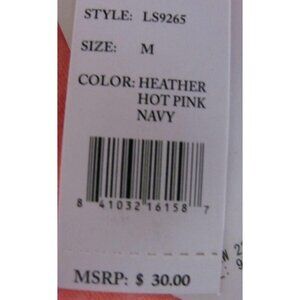 STYLE: LS9265
SIZE: M
COLOR: HEATHER
HOT PINK
NAVY
8 41032 16158 7
MSRP: $ 30.00